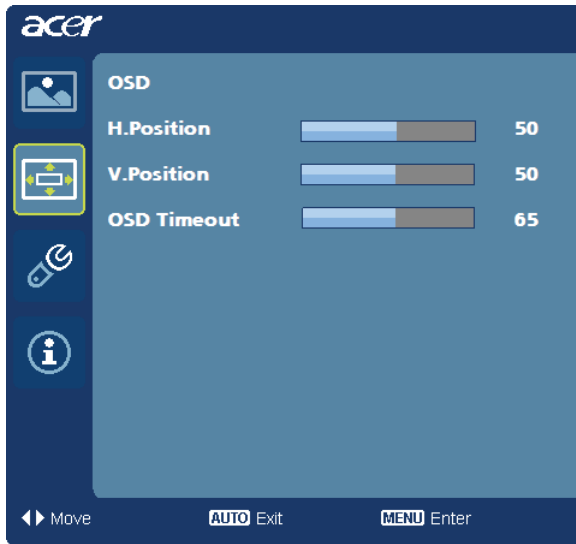 acer
OSD
H.Position 50
V.Position 50
OSD Timeout 65
Move AUTO Exit MENU Enter